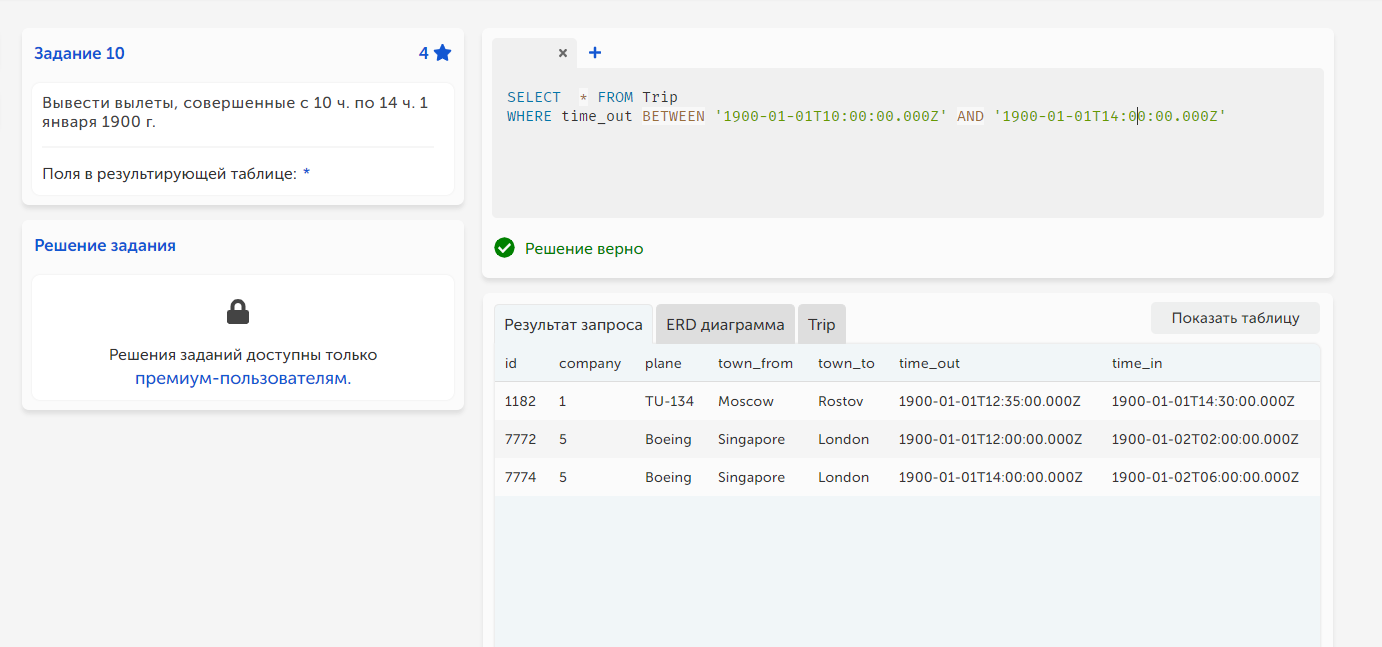 Задание 10
4
Вывести вылеты, совершенные с 10 ч. по 14 ч. 1
января 1900 г.
Поля в результирующей таблице: *
Решение задания
Решения заданий доступны только
премиум-пользователям.
× +
SELECT * FROM Trip
WHERE time_out BETWEEN '1900-01-01T10:00:00.000Z' AND '1900-01-01T14:00:00.000Z'
Решение верно
Результат запроса ERD диаграмма Trip Показать таблицу
id company plane town_from town_to time_out time_in
1182 1 TU-134 Moscow Rostov 1900-01-01T12:35:00.000Z 1900-01-01T14:30:00.000Z
7772 5 Boeing Singapore London 1900-01-01T12:00:00.000Z 1900-01-02T02:00:00.000Z
7774 5 Boeing Singapore London 1900-01-01T14:00:00.000Z 1900-01-02T06:00:00.000Z